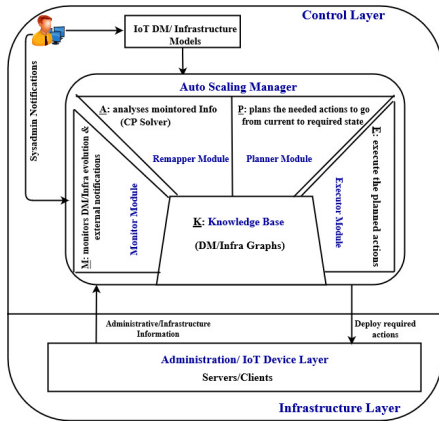 Control Layer
IoT DM/ Infrastructure
Models
Sysadmin Notifications
Auto Scaling Manager
A: analyses mointored Info
(CP Solver)
P: plans the needed actions to go
from current to required state
Remapper Module
Planner Module
M: monitors DM/Infra evolution &
external notifications
Monitor Module
Executor Module
E: execute the planned actions
K: Knowledge Base
(DM/Infra Graphs)
Administrative/Infrastructure
Information
Deploy required
actions
Administration/ IoT Device Layer
Servers/Clients
Infrastructure Layer